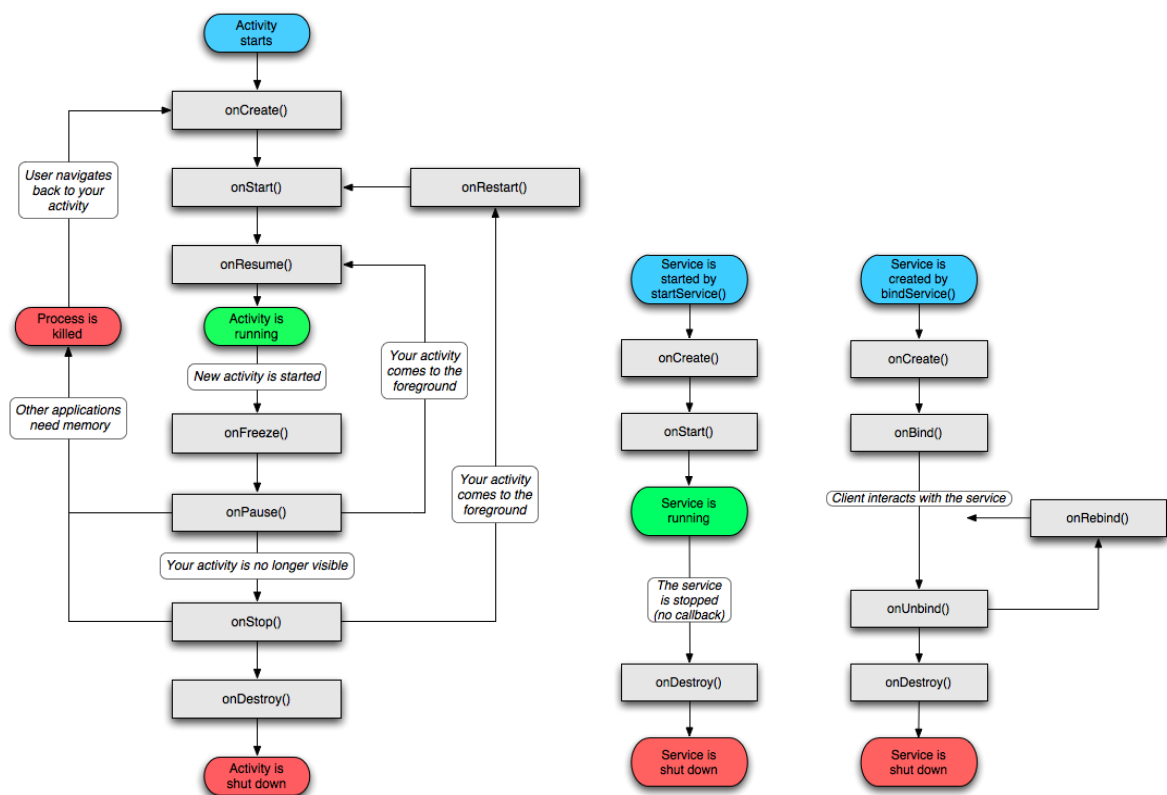 Activity
starts
onCreate()
User navigates
back to your
activity
onStart()
onRestart()
onResume()
Process is
killed
Activity is
running
New activity is started
Your activity
comes to the
foreground
Other applications
need memory
onFreeze()
Your activity
comes to the
foreground
onPause()
Your activity is no longer visible
onStop()
onDestroy()
Activity is
shut down
Service is
started by
startService()
onCreate()
onStart()
Service is
running
The service
is stopped
(no callback)
onDestroy()
Service is
shut down
Service is
created by
bindService()
onCreate()
onBind()
Client interacts with the service
onRebind()
onUnbind()
onDestroy()
Service is
shut down